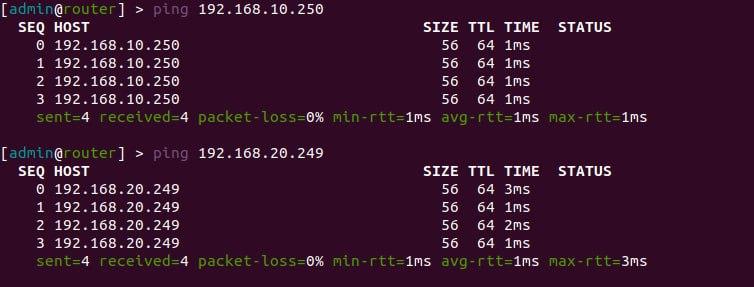 [admin@router] > ping 192.168.10.250
SEQ HOST SIZE TTL TIME STATUS
0 192.168.10.250 56 64 1ms
1 192.168.10.250 56 64 1ms
2 192.168.10.250 56 64 1ms
3 192.168.10.250 56 64 1ms
sent=4 received=4 packet-loss=0% min-rtt=1ms avg-rtt=1ms max-rtt=1ms
[admin@router] > ping 192.168.20.249
SEQ HOST SIZE TTL TIME STATUS
0 192.168.20.249 56 64 3ms
1 192.168.20.249 56 64 1ms
2 192.168.20.249 56 64 2ms
3 192.168.20.249 56 64 1ms
sent=4 received=4 packet-loss=0% min-rtt=1ms avg-rtt=1ms max-rtt=3ms